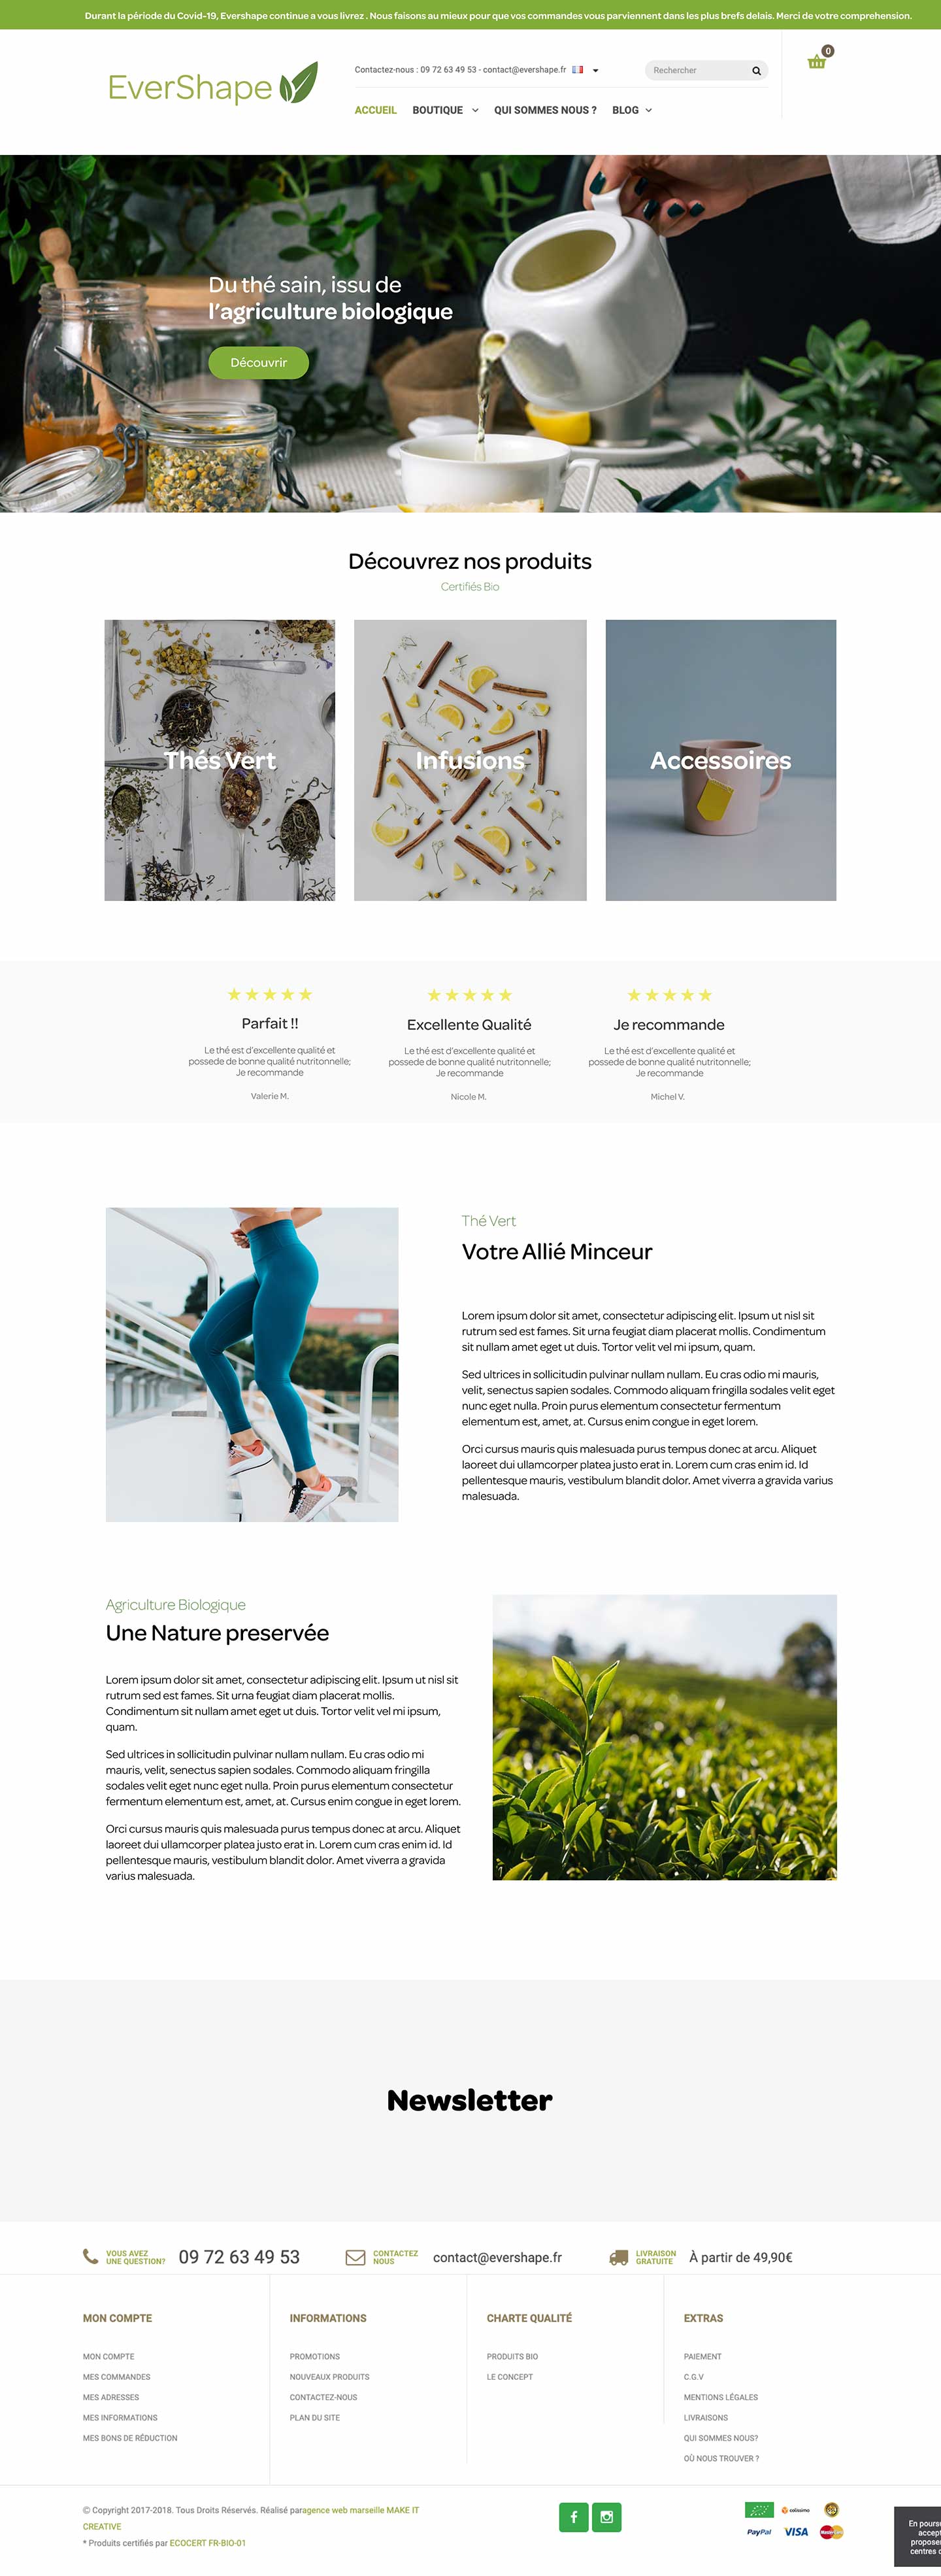 Durant la période du Covid-19, Evershape continue a vous livrez . Nous faisons au mieux pour que vos commandes vous parviennent dans les plus brefs delais. Merci de votre comprehension.
EverShape
Contactez-nous : 09 72 63 49 53 - contact@evershape.fr
Rechercher
0
ACCUEIL BOUTIQUE QUI SOMMES NOUS ? BLOG
Du thé sain, issu de
l'agriculture biologique
Découvrir
Découvrez nos produits
Certifiés Bio
Thés Vert
Infusions
Accessoires
Parfait !!
Le thé est d'excellente qualité et
possede de bonne qualité nutritonnelle;
Je recommande
Valerie M.
Excellente Qualité
Le thé est d'excellente qualité et
possede de bonne qualité nutritonnelle;
Je recommande
Nicole M.
Je recommande
Le thé est d'excellente qualité et
possede de bonne qualité nutritonnelle;
Je recommande
Michel V.
Thé Vert
Votre Allié Minceur
Lorem ipsum dolor sit amet, consectetur adipiscing elit. Ipsum ut nisl sit
rutrum sed est fames. Sit urna feugiat diam placerat mollis. Condimentum
sit nullam amet eget ut duis. Tortor velit vel mi ipsum, quam.
Sed ultrices in sollicitudin pulvinar nullam nullam. Eu cras odio mi mauris,
velit, senectus sapien sodales. Commodo aliquam fringilla sodales velit eget
nunc eget nulla. Proin purus elementum consectetur fermentum
elementum est, amet, at. Cursus enim congue in eget lorem.
Orci cursus mauris quis malesuada purus tempus donec at arcu. Aliquet
laoreet dui ullamcorper platea justo erat in. Lorem cum cras enim id. Id
pellentesque mauris, vestibulum blandit dolor. Amet viverra a gravida varius
malesuada.
Agriculture Biologique
Une Nature preservée
Lorem ipsum dolor sit amet, consectetur adipiscing elit. Ipsum ut nisl sit
rutrum sed est fames. Sit urna feugiat diam placerat mollis.
Condimentum sit nullam amet eget ut duis. Tortor velit vel mi ipsum,
quam.
Sed ultrices in sollicitudin pulvinar nullam nullam. Eu cras odio mi
mauris, velit, senectus sapien sodales. Commodo aliquam fringilla
sodales velit eget nunc eget nulla. Proin purus elementum consectetur
fermentum elementum est, amet, at. Cursus enim congue in eget lorem.
Orci cursus mauris quis malesuada purus tempus donec at arcu. Aliquet
laoreet dui ullamcorper platea justo erat in. Lorem cum cras enim id. Id
pellentesque mauris, vestibulum blandit dolor. Amet viverra a gravida
varius malesuada.
Newsletter
VOUS AVEZ
UNE QUESTION?
09 72 63 49 53
CONTACTEZ
NOUS
contact@evershape.fr
LIVRAISON
GRATUITE
À partir de 49,90€
MON COMPTE
MON COMPTE
MES COMMANDES
MES ADRESSES
MES INFORMATIONS
MES BONS DE RÉDUCTION
INFORMATIONS
PROMOTIONS
NOUVEAUX PRODUITS
CONTACTEZ-NOUS
PLAN DU SITE
CHARTE QUALITÉ
PRODUITS BIO
LE CONCEPT
EXTRAS
PAIEMENT
C.G.V
MENTIONS LÉGALES
LIVRAISONS
QUI SOMMES NOUS?
OÙ NOUS TROUVER ?
© Copyright 2017-2018. Tous Droits Réservés. Réalisé paragence web marseille MAKE IT
CREATIVE
* Produits certifiés par ECOCERT FR-BIO-01
colissimo
PayPal VISA MasterCard
En pours
accept
propose
centres d